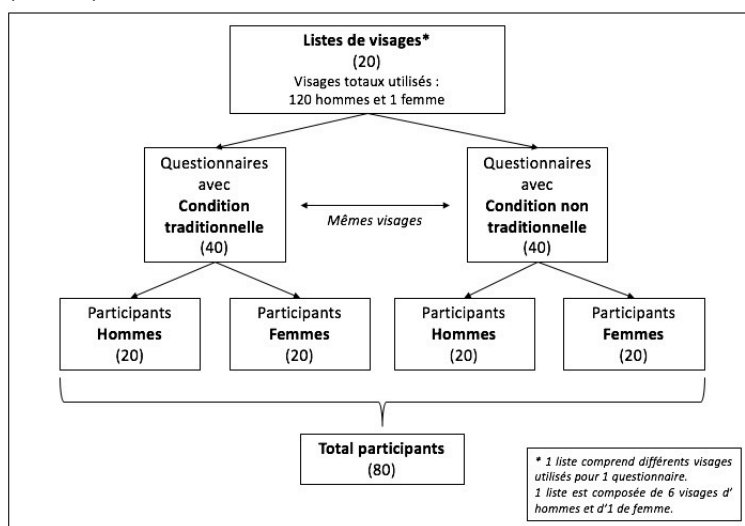 Listes de visages*
(20)
Visages totaux utilisés :
120 hommes et 1 femme
Questionnaires
avec
Condition
traditionnelle
(40)
Mêmes visages
Questionnaires
avec
Condition non
traditionnelle
(40)
Participants
Hommes
(20)
Participants
Femmes
(20)
Participants
Hommes
(20)
Participants
Femmes
(20)
Total participants
(80)
* 1 liste comprend différents visages
utilisés pour 1 questionnaire.
1 liste est composée de 6 visages d'
hommes et d'1 de femme.